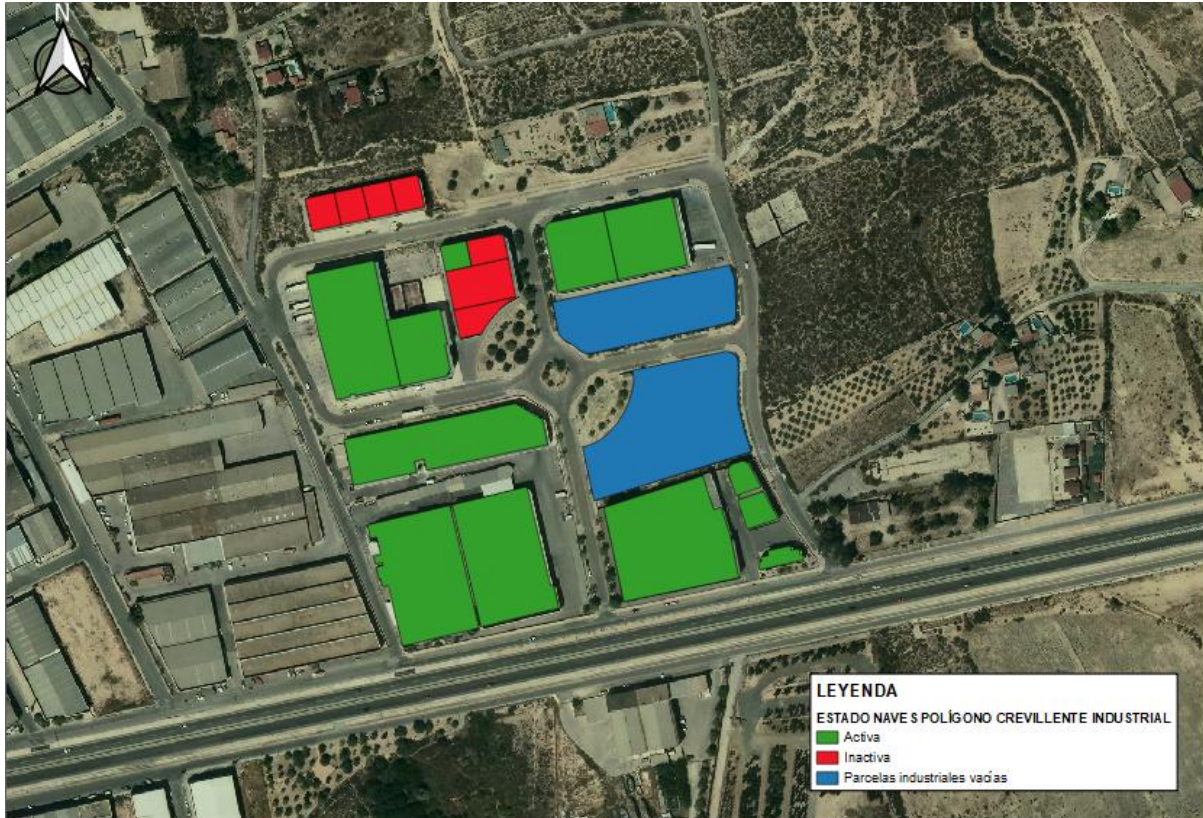 N
LEYENDA
ESTADO NAVES POLÍGONO CREVILLENTE INDUSTRIAL
Activa
Inactiva
Parcelas industriales vacías